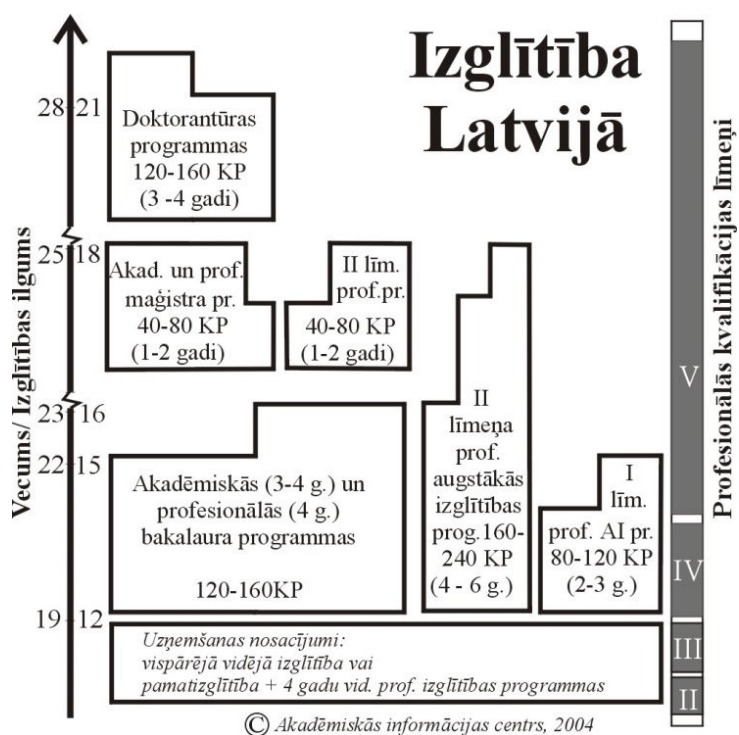 Izglītība
Latvijā
Vecums/ Izglītības ilgums
28 21
25 18
23 16
22 15
19 12
Doktorantūras
programmas
120-160 KP
(3 -4 gadi)
Akad. un prof.
maģistra pr.
40-80 KP
(1-2 gadi)
II līm.
prof.pr.
40-80 KP
(1-2 gadi)
Akadēmiskās (3-4 g.) un
profesionālās (4 g.)
bakalaura programmas
120-160KP
II
līmeņa
prof.
augstākās
izglītības
prog.160-
240 KP
(4 - 6 g.)
I
līm.
prof. AI pr.
80-120 KP
(2-3 g.)
Uzņemšanas nosacījumi:
vispārējā vidējā izglītība vai
pamatizglītība + 4 gadu vid. prof. izglītības programmas
Profesionālās kvalifikācijas līmeņi
V
IV
III
II
© Akadēmiskās informācijas centrs, 2004